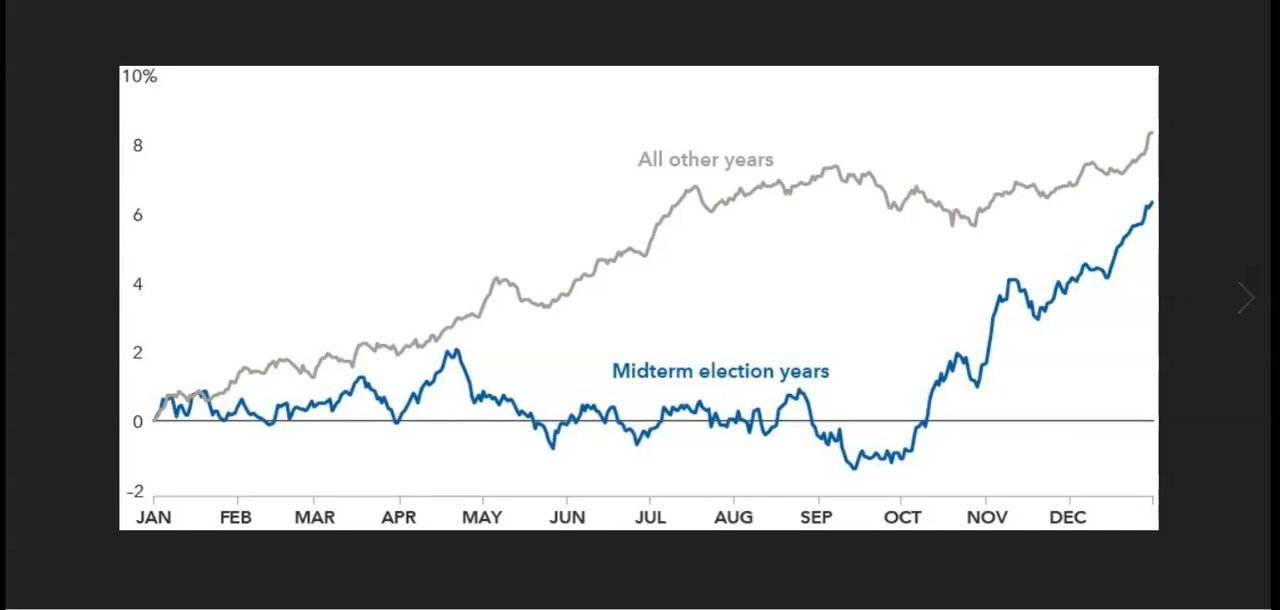 10%
8
All other years
6
4
2
Midterm election years
0
-2
JAN FEB MAR APR MAY JUN JUL AUG SEP OCT NOV DEC